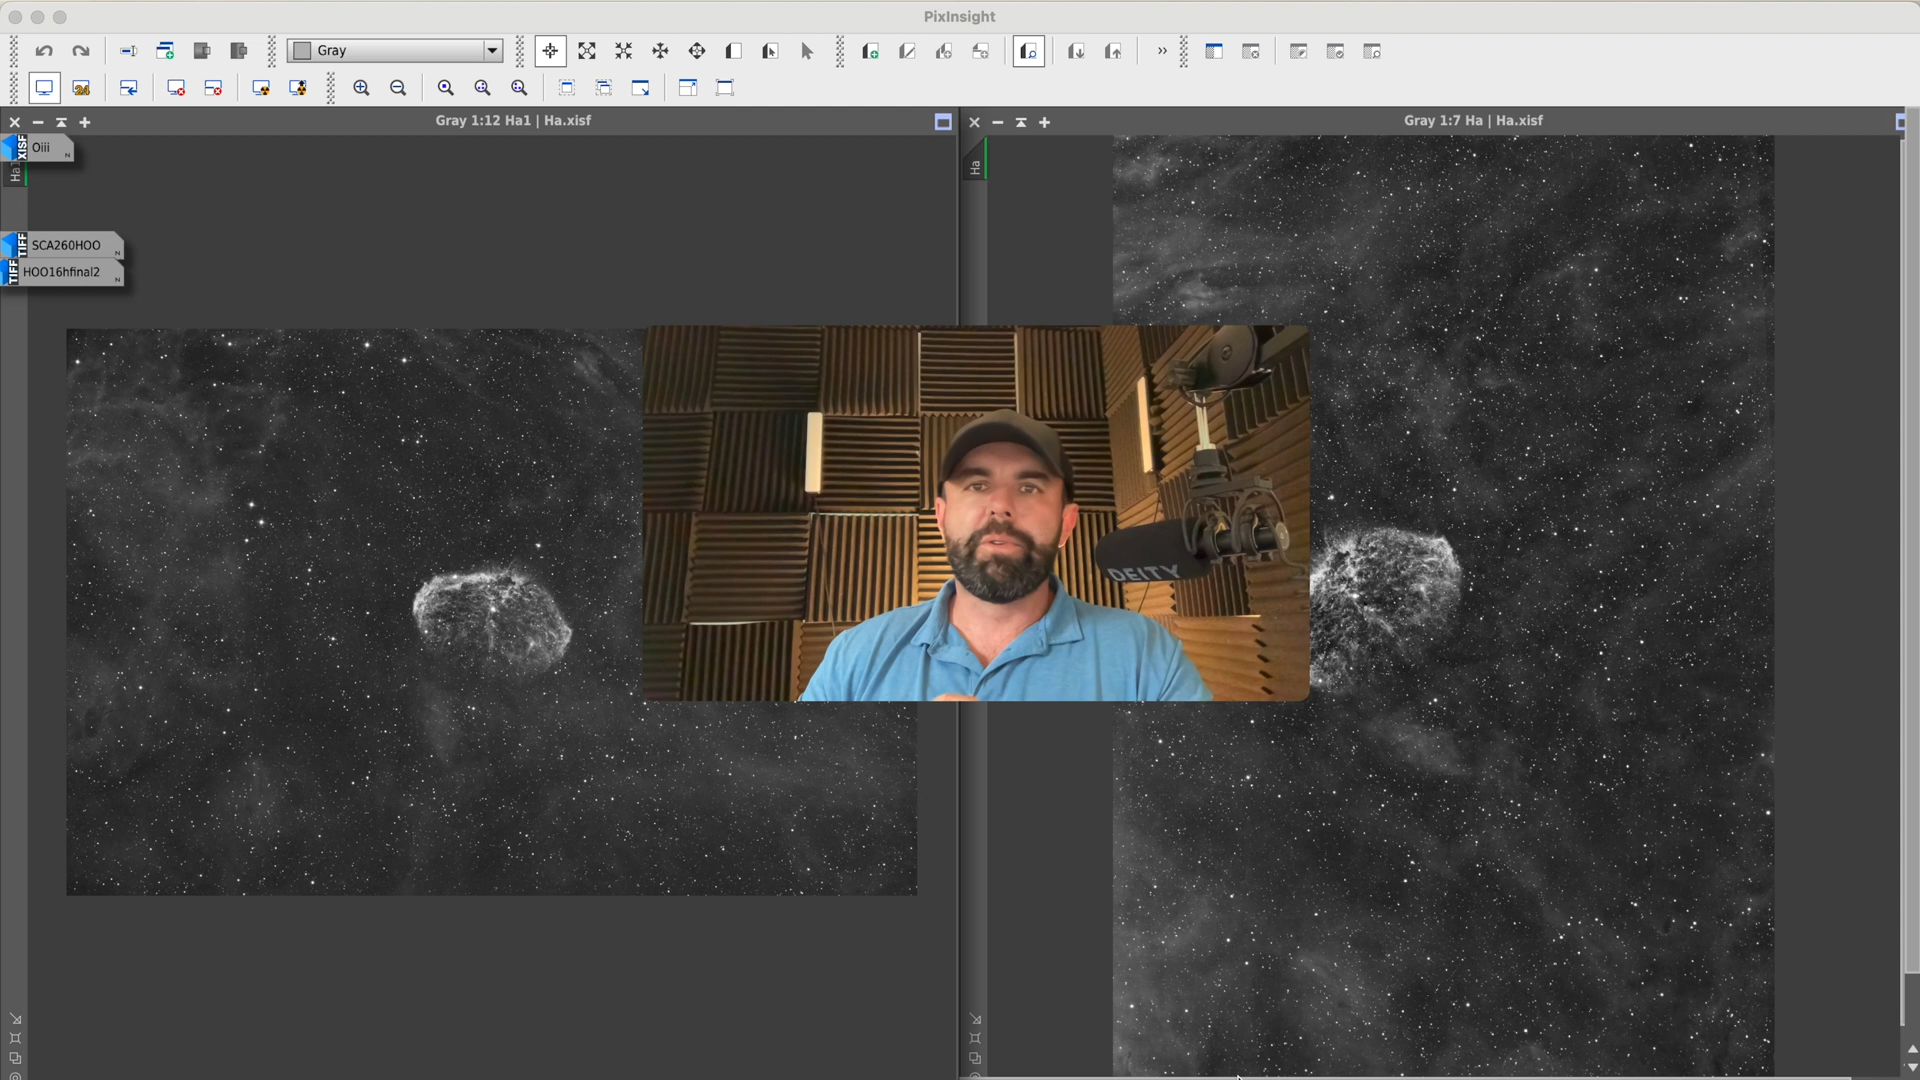 PixInsight
Gray
24
Gray 1:12 Ha1 | Ha.xisf
Gray 1:7 Ha | Ha.xisf
XISF
Oiii
N
Ha
Ha
TIFF
SCA260HOO
N
TIFF
HOO16hfinal2
N
DEITY